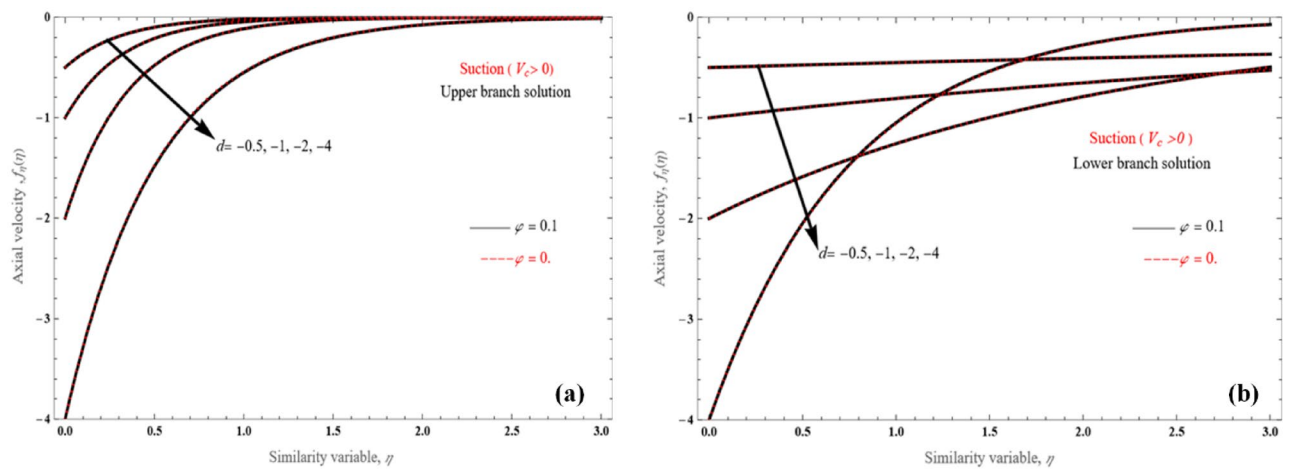 0
-1
-2
-3
-4
Axial velocity ,fη(η)
Suction ( Vc> 0)
Upper branch solution
d= −0.5, −1, −2, −4
φ = 0.1
φ = 0.
(a)
0.0 0.5 1.0 1.5 2.0 2.5 3.0
Similarity variable, η
0
-1
-2
-3
-4
Axial velocity, fη(η)
Suction ( Vc >0 )
Lower branch solution
d= −0.5, −1, −2, −4
φ = 0.1
φ = 0.
(b)
0.0 0.5 1.0 1.5 2.0 2.5 3.0
Similarity variable, η